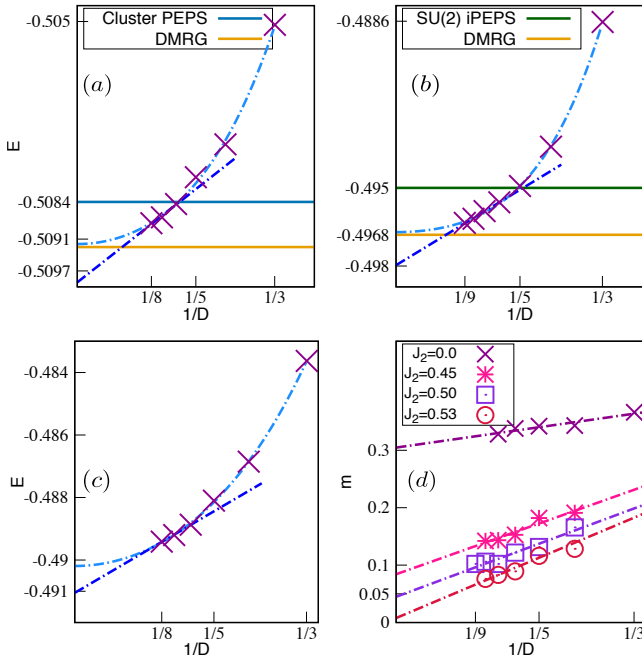 -0.505
Cluster PEPS
DMRG
(a)
E
-0.5084
-0.5091
-0.5097
1/8
1/5
1/3
1/D
-0.4886
SU(2) iPEPS
DMRG
(b)
-0.495
-0.4968
-0.498
1/9
1/5
1/3
1/D
-0.484
-0.486
E
-0.488
(c)
-0.49
-0.491
1/8
1/5
1/3
1/D
J2=0.0
J2=0.45
J2=0.50
J2=0.53
0.3
m
0.2
(d)
0.1
0.05
0
1/9
1/5
1/3
1/D